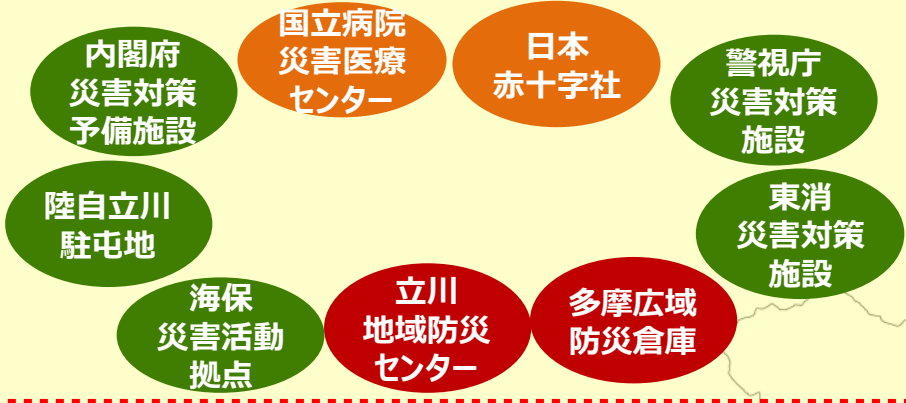 内閣府
災害対策
予備施設
国立病院
災害医療
センター
日本
赤十字社
警視庁
災害対策
施設
陸自立川
駐屯地
東消
災害対策
施設
海保
災害活動
拠点
立川
地域防災
センター
多摩広域
防災倉庫